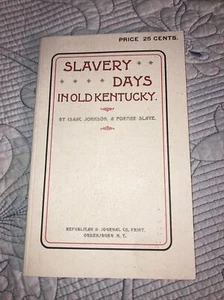 PRICE 25 CENTS.
SLAVERY
DAYS
IN OLD KENTUCKY.
BY ISAAC JOHNSON, A FORMER SLAVE.
REPUBLICAN & JOURNAL CO. PRINT,
OGDENSBURG N. Y.